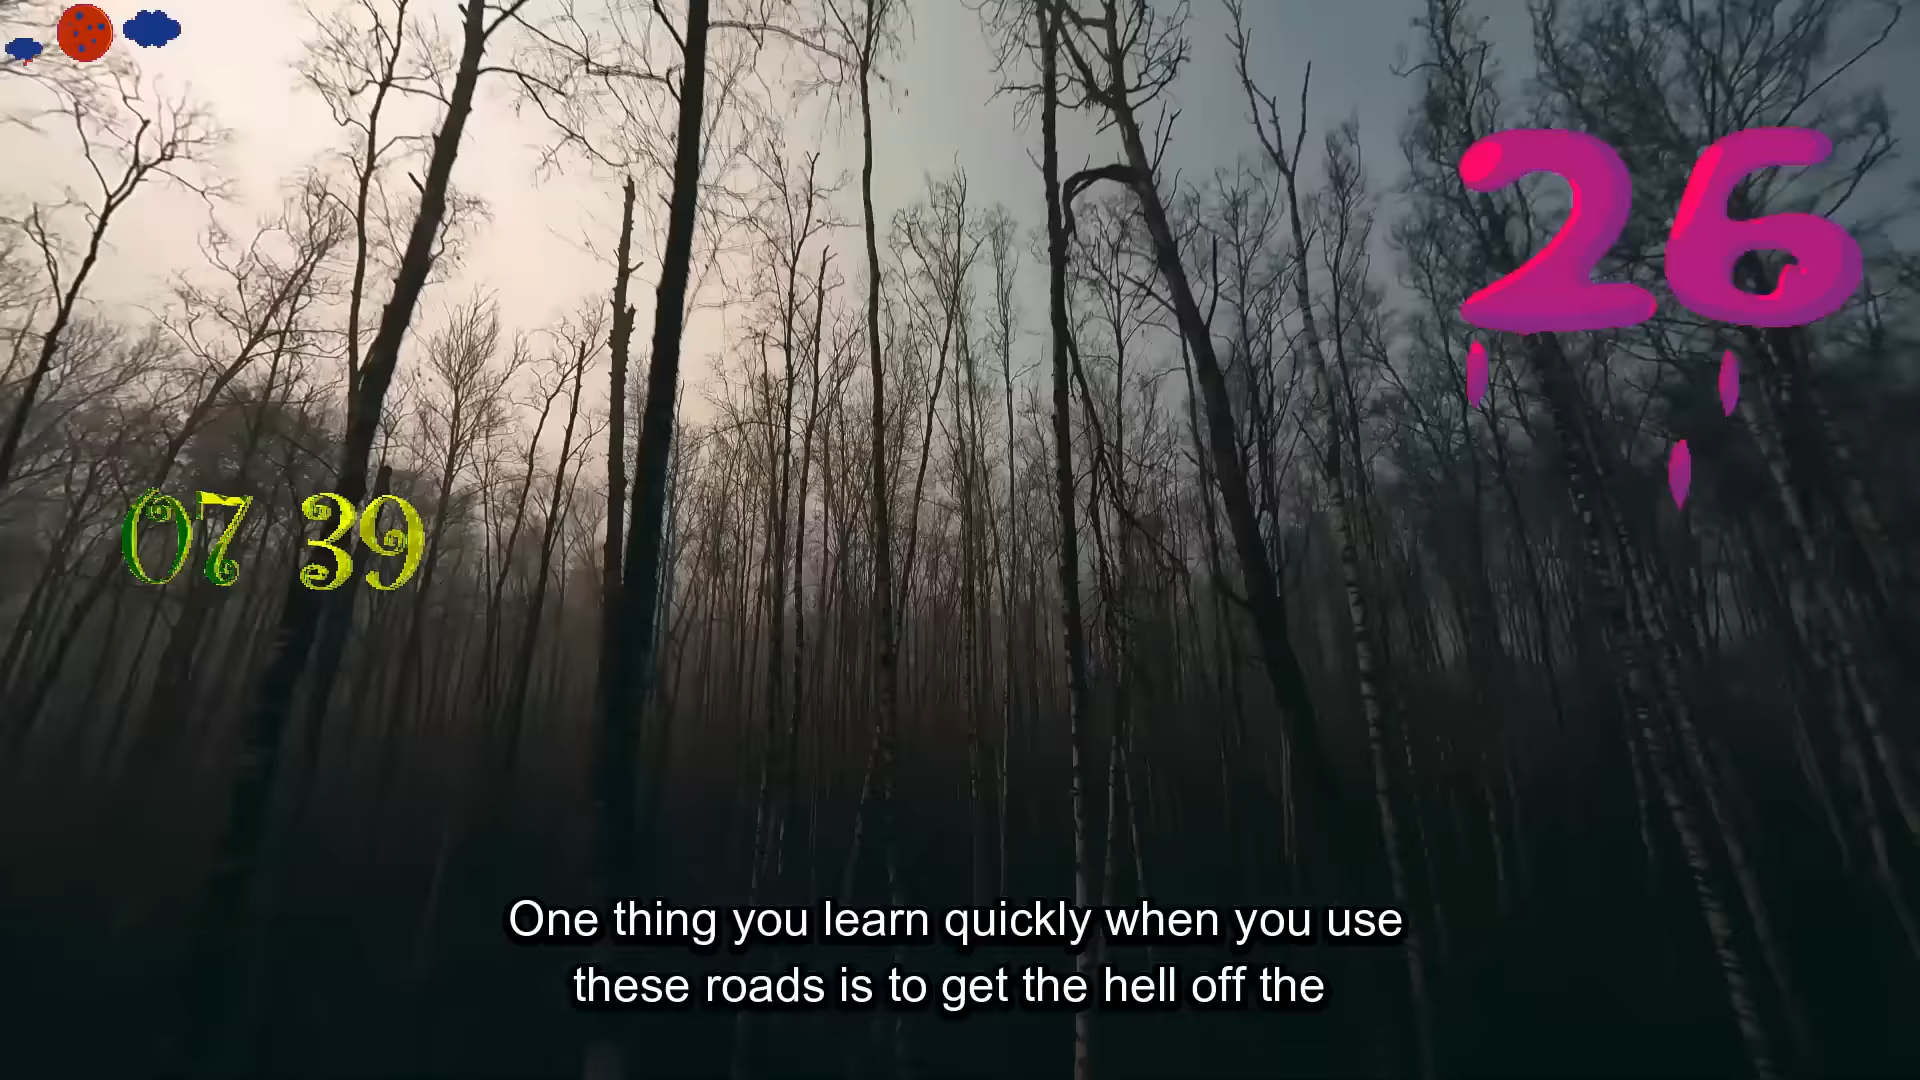 26
07 39
One thing you learn quickly when you use
these roads is to get the hell off the